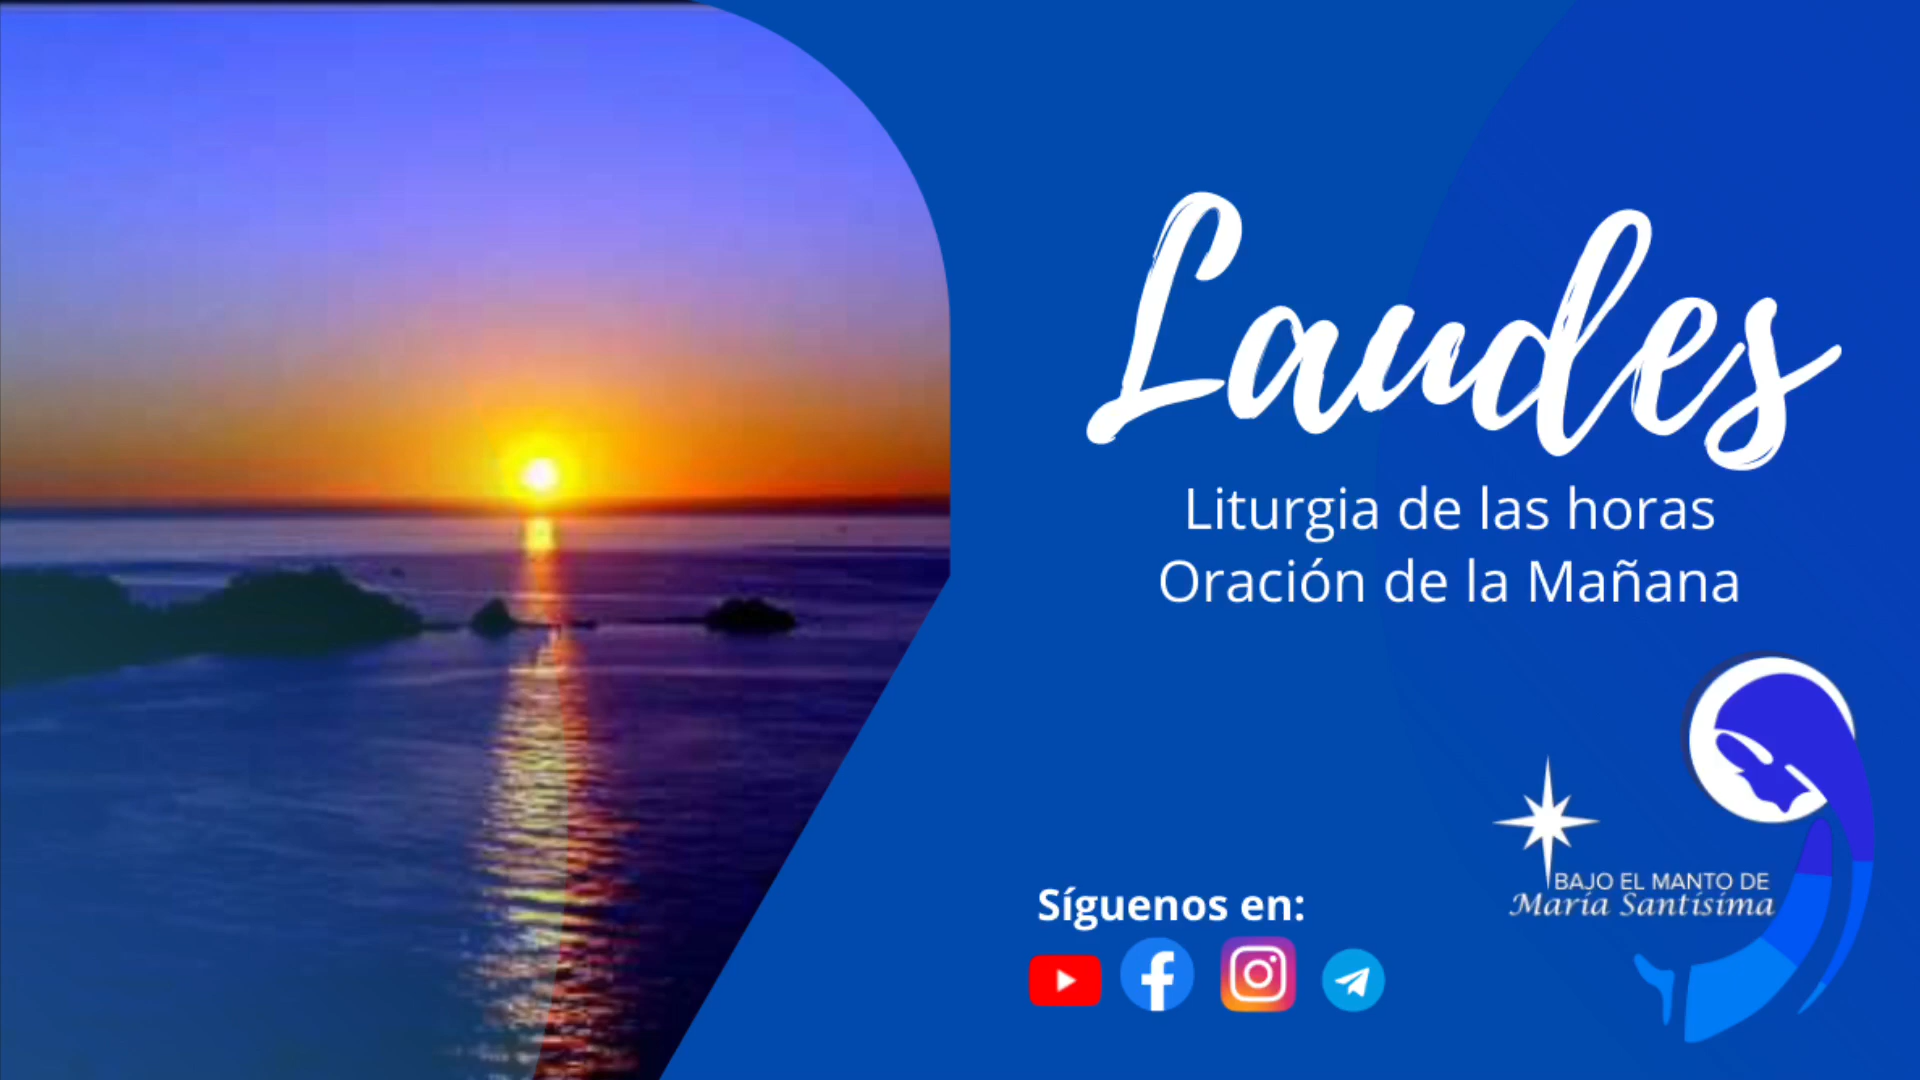 Laudes
Liturgia de las horas
Oración de la Mañana
BAJO EL MANTO DE
María Santísima
Síguenos en: